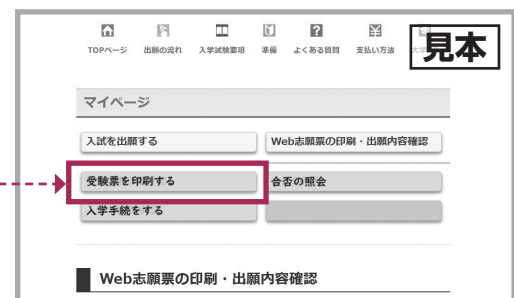 TOPページ 出願の流れ 入学試験要項 準備 よくある質問 支払い方法
見本
マイページ
入試を出願する Web志願票の印刷・出願内容確認
受験票を印刷する 合否の照会
入学手続をする
Web志願票の印刷・出願内容確認